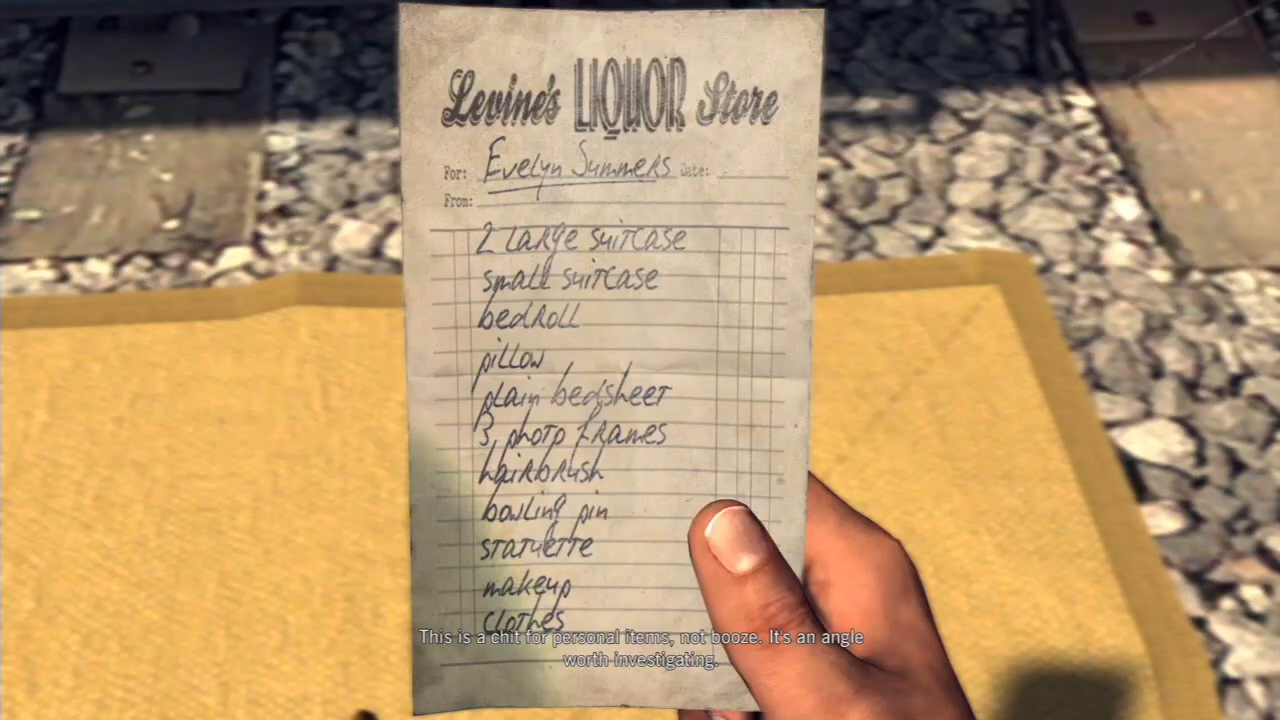 Levine's LIQUOR Store
For: Evelyn Summers Date:
From:
2 large suitcase
small suitcase
bedroll
pillow
plain bedsheet
3 photo frames
hairbrush
bowling pin
statuette
makeup
clothes
This is a chit for personal items, not booze. It's an angle
worth investigating.